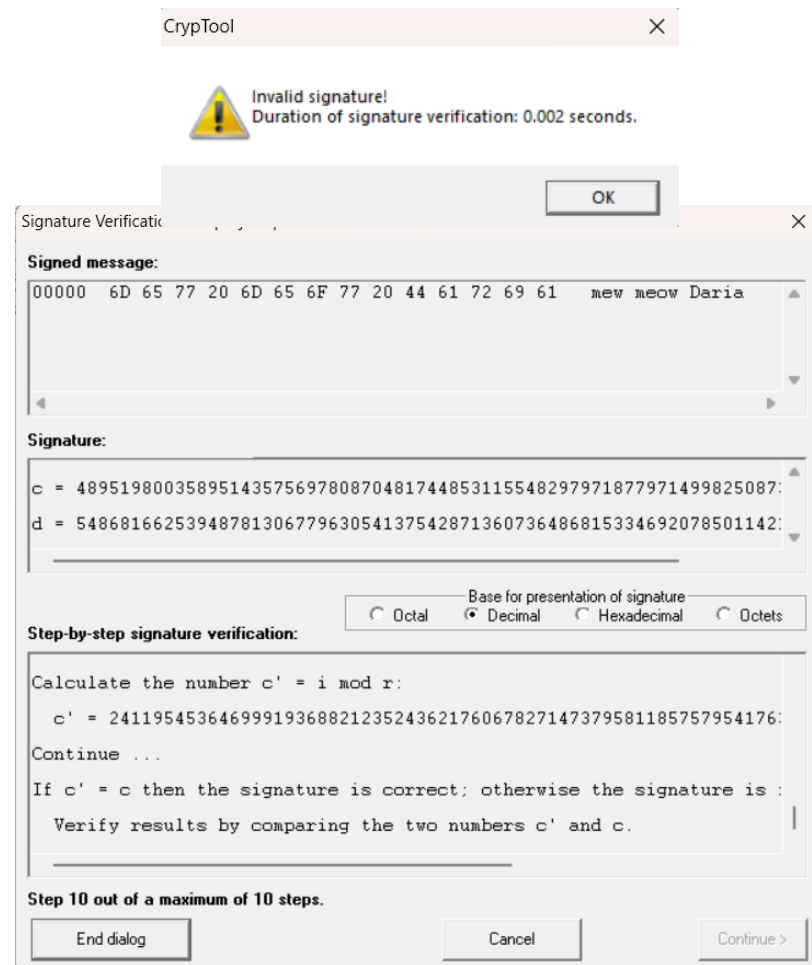 CrypTool
Invalid signature!
Duration of signature verification: 0.002 seconds.
OK
Signature
Signed message:
00000 6D 65 77 20 6D 65 6F 77 20 44 61 72 69 61 mew meow Daria
Signature:
c = 489519800358951435756978087048174485311554829797187797149982508
d = 548681662539487813067796305413754287136073648681533469207850114
Base for presentation of signature
Octal Decimal Hexadecimal Octets
Step-by-step signature verification:
Calculate the number c' = i mod r:
c' = 24119545364699919368821235243621760678271473795811857579541763
Continue ...
If c' = c then the signature is correct; otherwise the signature is
Verify results by comparing the two numbers c' and c.
Step 10 out of a maximum of 10 steps.
End dialog Cancel Continue >